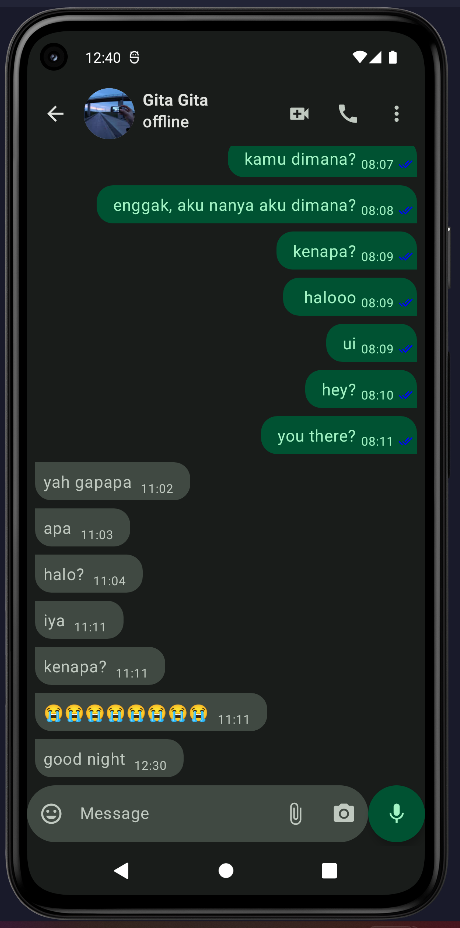 12:40
Gita Gita
offline
kamu dimana? 08:07
enggak, aku nanya aku dimana? 08:08
kenapa? 08:09
halooo 08:09
ui 08:09
hey? 08:10
you there? 08:11
yah gapapa 11:02
apa 11:03
halo? 11:04
iya 11:11
kenapa? 11:11
😭😭😭😭😭😭😭😭 11:11
good night 12:30
Message